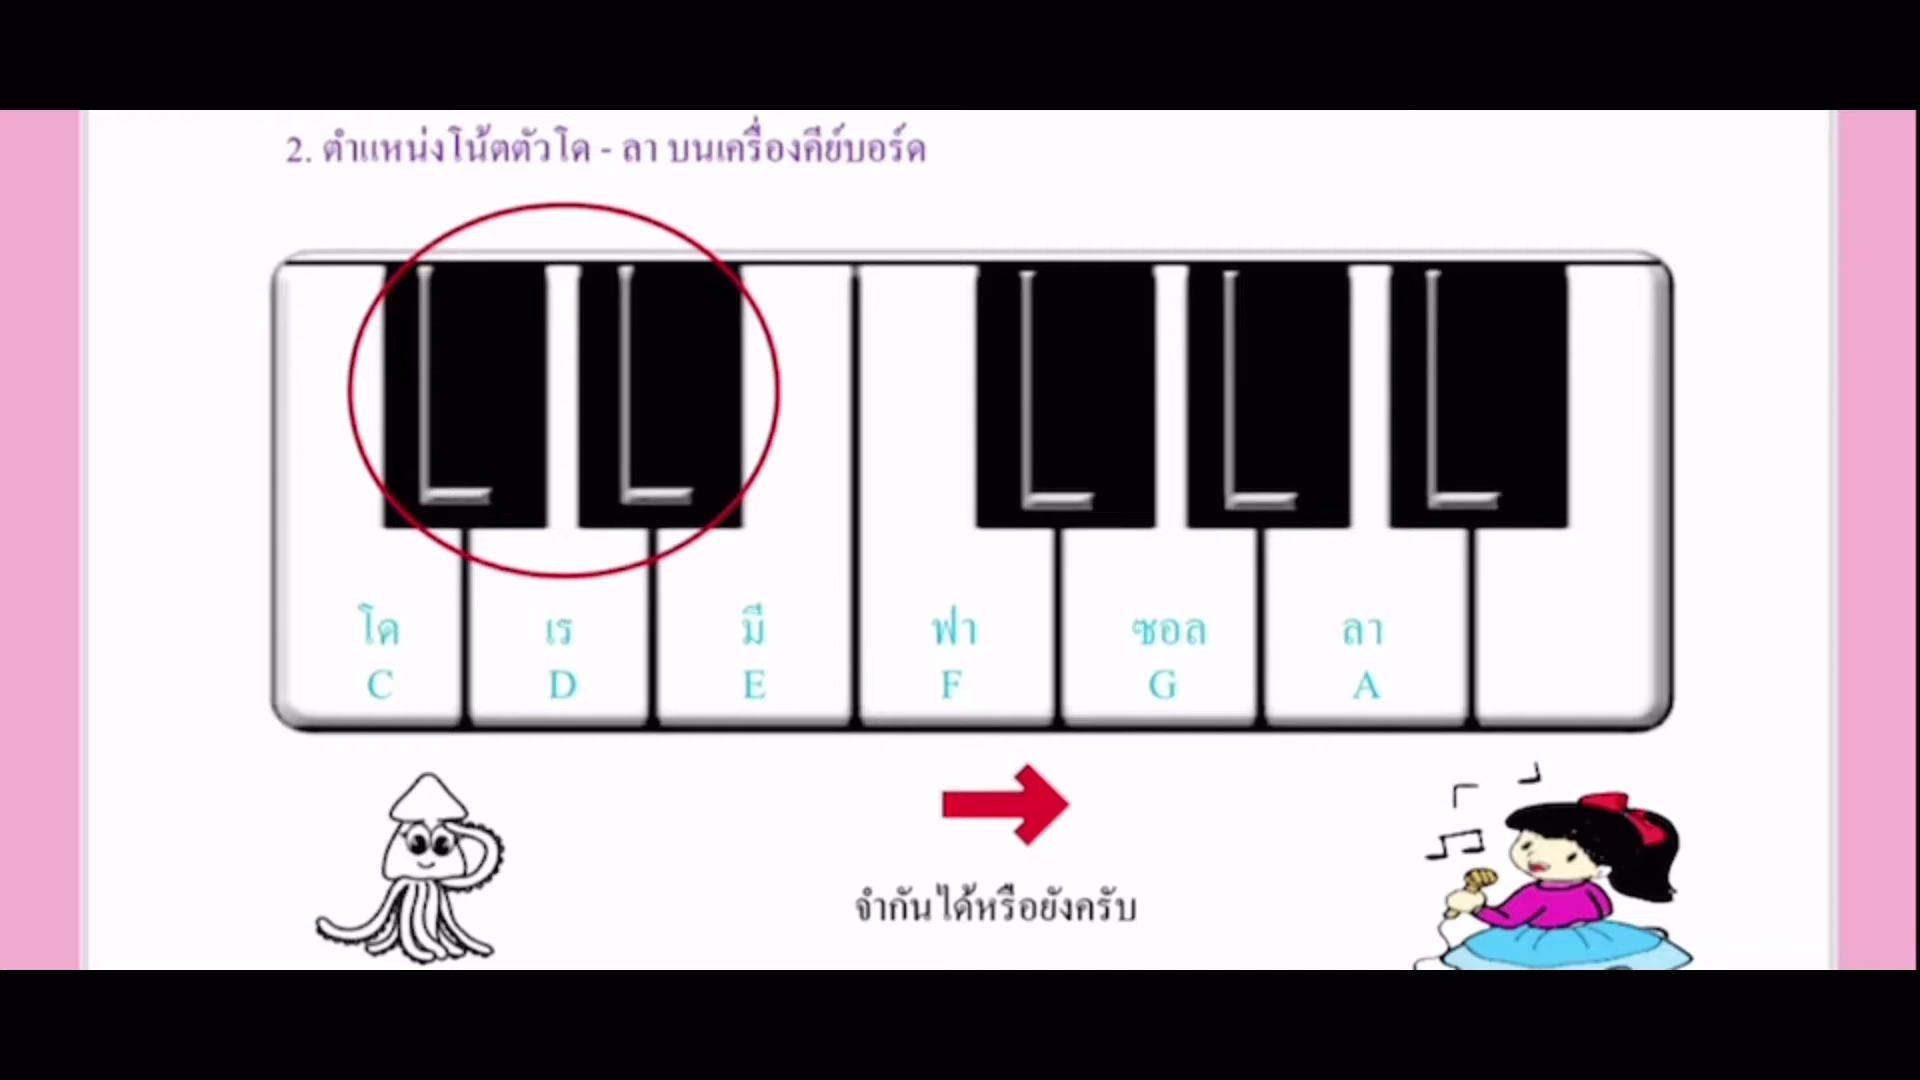 2. ตำแหน่งโน้ตตัวโด - ลา บนเครื่องคีย์บอร์ด
โด เร มี ฟา ซอล ลา
C D E F G A
จำกันได้หรือยังครับ